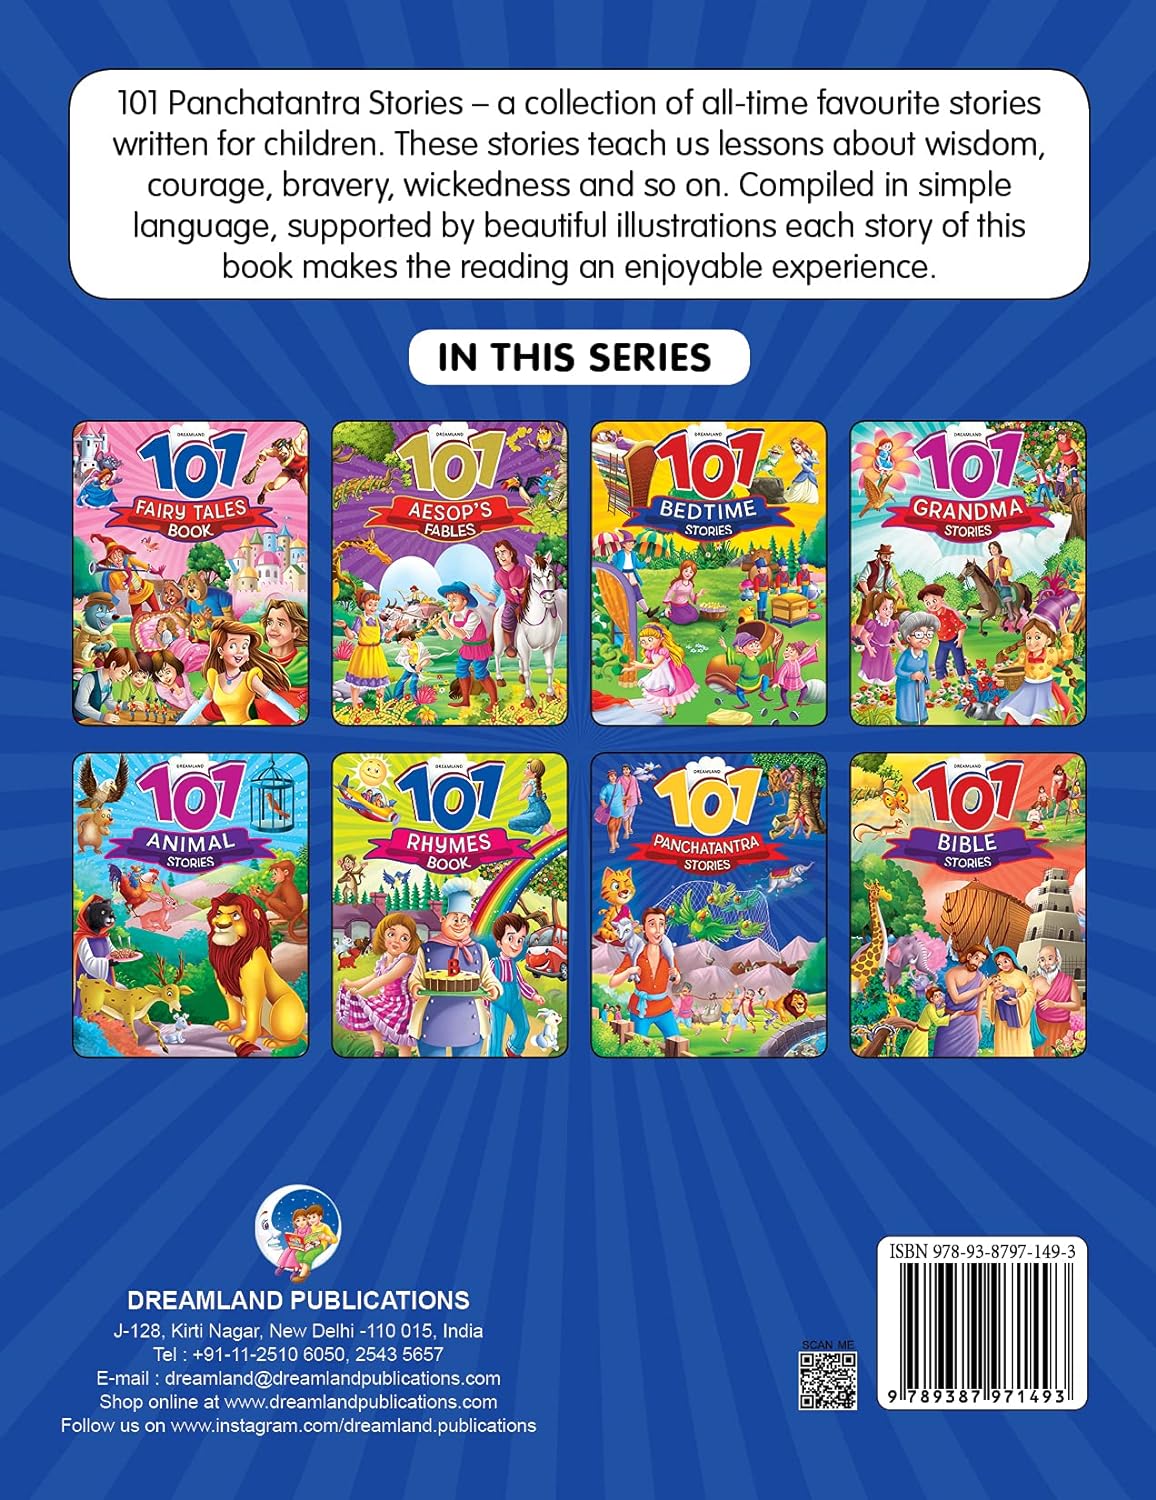 101 Panchatantra Stories – a collection of all-time favourite stories
written for children. These stories teach us lessons about wisdom,
courage, bravery, wickedness and so on. Compiled in simple
language, supported by beautiful illustrations each story of this
book makes the reading an enjoyable experience.
IN THIS SERIES
DREAMLAND
101
FAIRY TALES
BOOK
DREAMLAND
101
AESOP'S
FABLES
DREAMLAND
101
BEDTIME
STORIES
DREAMLAND
101
GRANDMA
STORIES
DREAMLAND
101
ANIMAL
STORIES
DREAMLAND
101
RHYMES
BOOK
B
DREAMLAND
101
PANCHATANTRA
STORIES
DREAMLAND
101
BIBLE
STORIES
DREAMLAND PUBLICATIONS
J-128, Kirti Nagar, New Delhi -110 015, India
Tel : +91-11-2510 6050, 2543 5657
E-mail : dreamland@dreamlandpublications.com
Shop online at www.dreamlandpublications.com
Follow us on www.instagram.com/dreamland.publications
SCAN ME
ISBN 978-93-8797-149-3
9 789387 971493